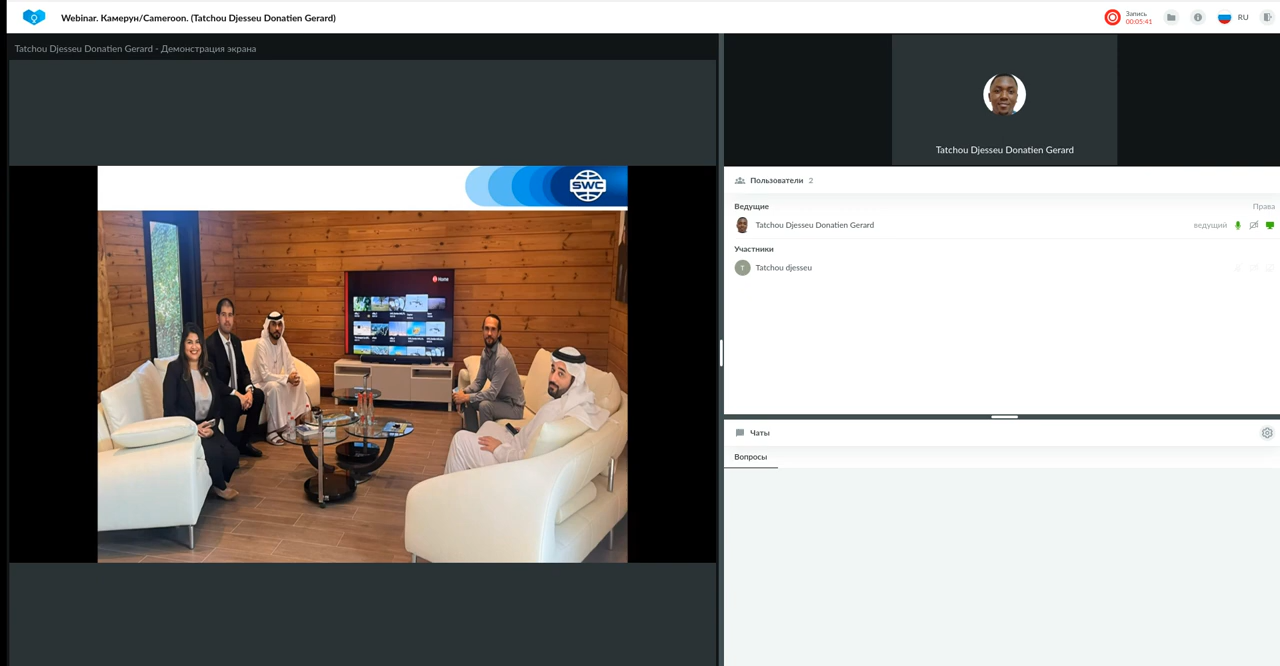 Webinar. Камерун/Cameroon. (Tatchou Djesseu Donatien Gerard)
Запись
00:05:41
RU
Tatchou Djesseu Donatien Gerard - Демонстрация экрана
SWC
Home
Tatchou Djesseu Donatien Gerard
Пользователи 2
Ведущие Права
Tatchou Djesseu Donatien Gerard ведущий
Участники
T Tatchou djesseu
Чаты
Вопросы